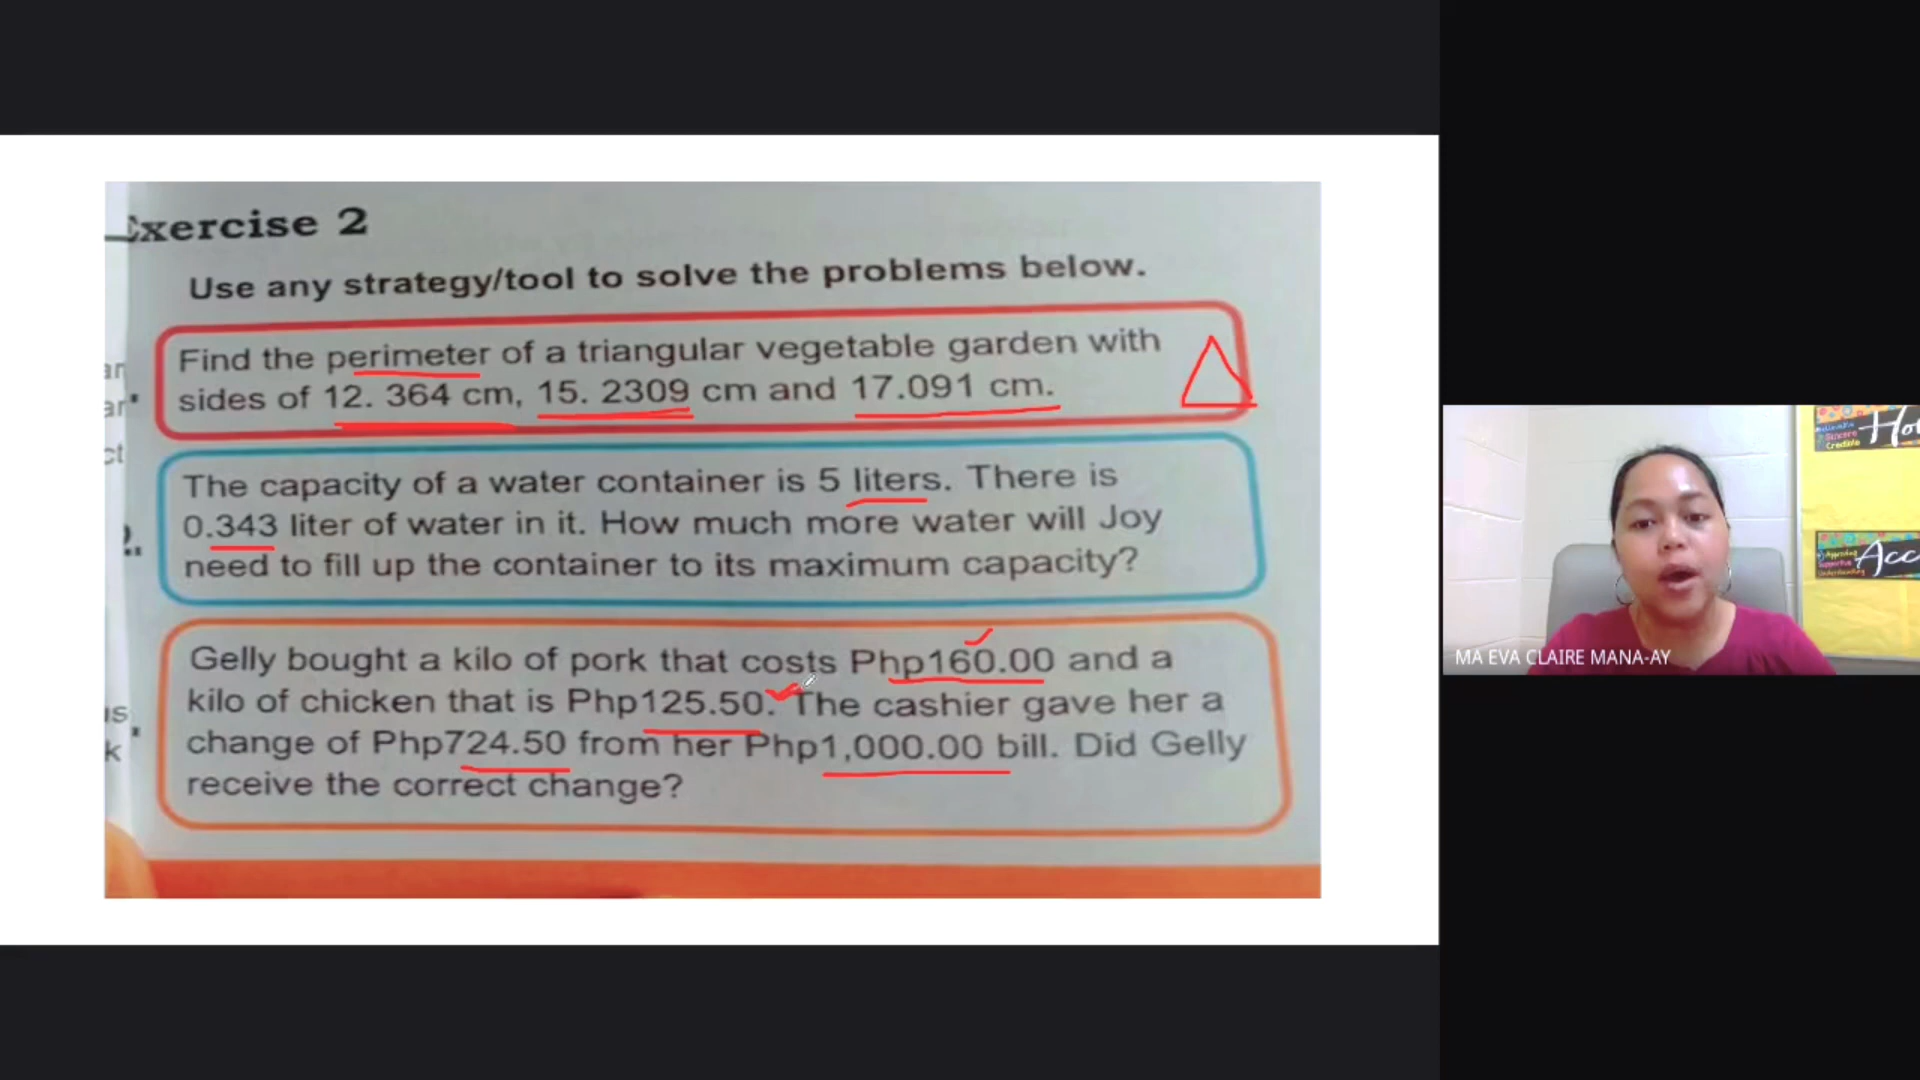 Exercise 2
Use any strategy/tool to solve the problems below.
Find the perimeter of a triangular vegetable garden with
sides of 12. 364 cm, 15. 2309 cm and 17.091 cm.
The capacity of a water container is 5 liters. There is
0.343 liter of water in it. How much more water will Joy
need to fill up the container to its maximum capacity?
Gelly bought a kilo of pork that costs Php160.00 and a
kilo of chicken that is Php125.50. The cashier gave her a
change of Php724.50 from her Php1,000.00 bill. Did Gelly
receive the correct change?
MA EVA CLAIRE MANA-AY
Credible
Acc